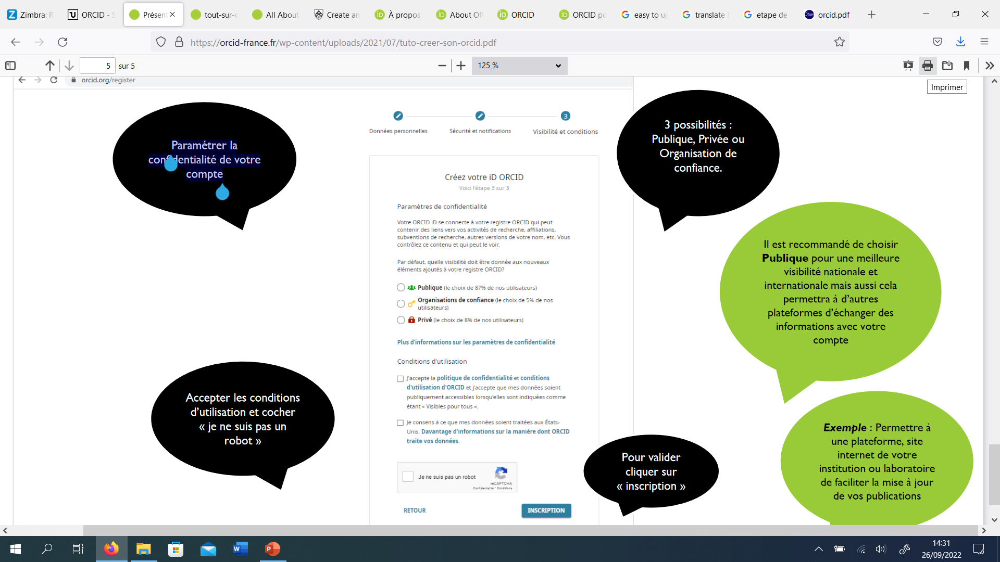 Zimbra: R
ORCID - S
Présent
tout-sur-o
All About
Create an
À propos
About OR
ORCID
ORCID po
easy to us
translate f
etape de
orcid.pdf
https://orcid-france.fr/wp-content/uploads/2021/07/tuto-creer-son-orcid.pdf
5 sur 5
125 %
Imprimer
orcid.org/register
Paramétrer la
confidentialité de votre
compte
3
Données personnelles
Sécurité et notifications
Visibilité et conditions
3 possibilités :
Publique, Privée ou
Organisation de
confiance.
Créez votre iD ORCID
Voici l'étape 3 sur 3
Paramètres de confidentialité
Votre ORCID iD se connecte à votre registre ORCID qui peut
contenir des liens vers vos activités de recherche, affiliations,
subventions de recherche, autres versions de votre nom, etc. Vous
contrôlez ce contenu et qui peut le voir.
Par défaut, quelle visibilité doit être donnée aux nouveaux
éléments ajoutés à votre registre ORCID?
Publique (le choix de 87% de nos utilisateurs)
Organisations de confiance (le choix de 5% de nos
utilisateurs)
Privé (le choix de 8% de nos utilisateurs)
Plus d'informations sur les paramètres de confidentialité
Conditions d'utilisation
J'accepte la politique de confidentialité et conditions
d'utilisation d'ORCID et j'accepte que mes données soient
publiquement accessibles lorsqu'elles sont indiquées comme
étant « Visibles pour tous ».
Je consens à ce que mes données soient traitées aux États-
Unis. Davantage d'informations sur la manière dont ORCID
traite vos données.
Je ne suis pas un robot
reCAPTCHA
Confidentialité * Conditions
RETOUR
INSCRIPTION
Il est recommandé de choisir
Publique pour une meilleure
visibilité nationale et
internationale mais aussi cela
permettra à d’autres
plateformes d’échanger des
informations avec votre
compte
Accepter les conditions
d’utilisation et cocher
« je ne suis pas un
robot »
Pour valider
cliquer sur
« inscription »
Exemple : Permettre à
une plateforme, site
internet de votre
institution ou laboratoire
de faciliter la mise à jour
de vos publications
14:31
26/09/2022